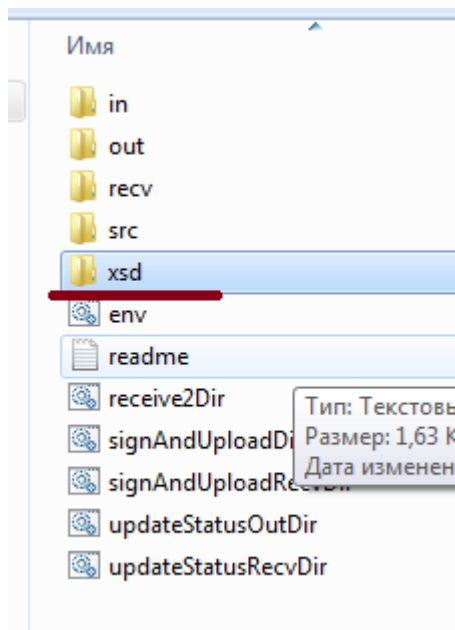 Имя
in
out
recv
src
xsd
env
readme
receive2Dir
signAndUploadDi
signAndUploadRecvDir
updateStatusOutDir
updateStatusRecvDir
Тип: Текстовы
Размер: 1,63 К
Дата изменен